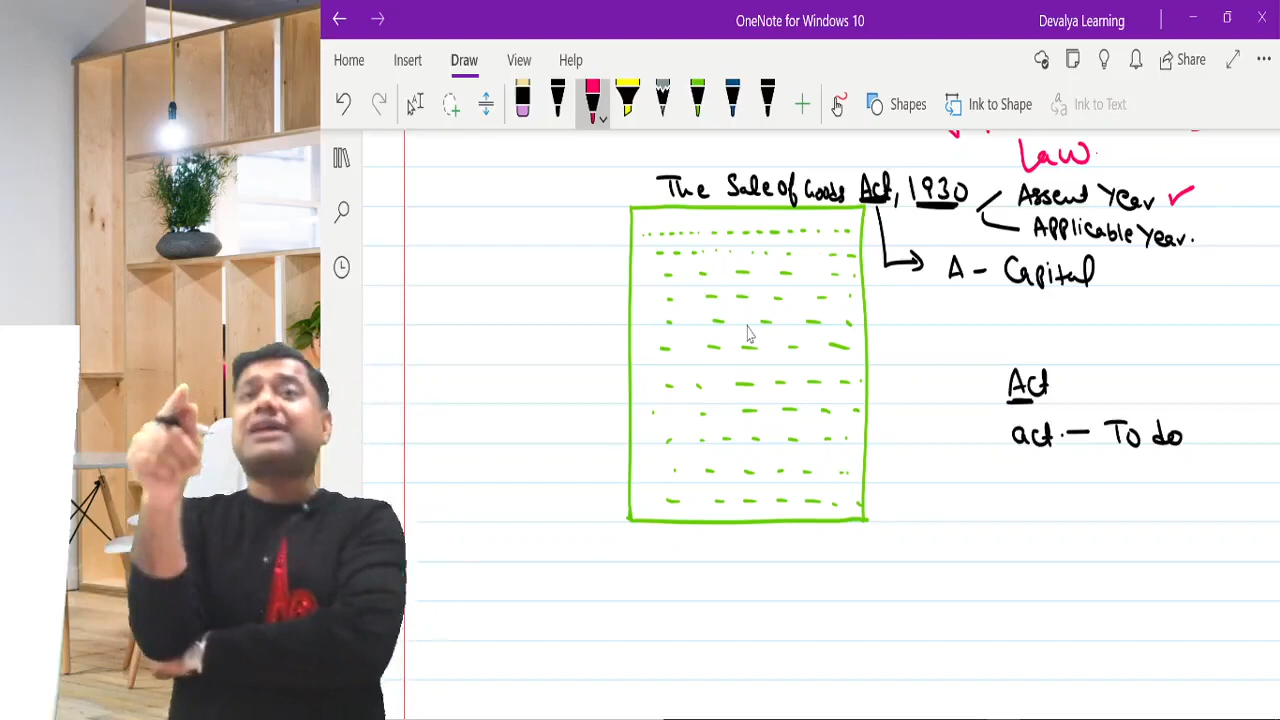 OneNote for Windows 10
Devalya Learning
Home Insert Draw View Help
Share
Shapes
Ink to Shape
Ink to Text
Law
The Sale of Goods Act, 1930
Assent Year
Applicable Year.
A - Capital
Act
act - To do